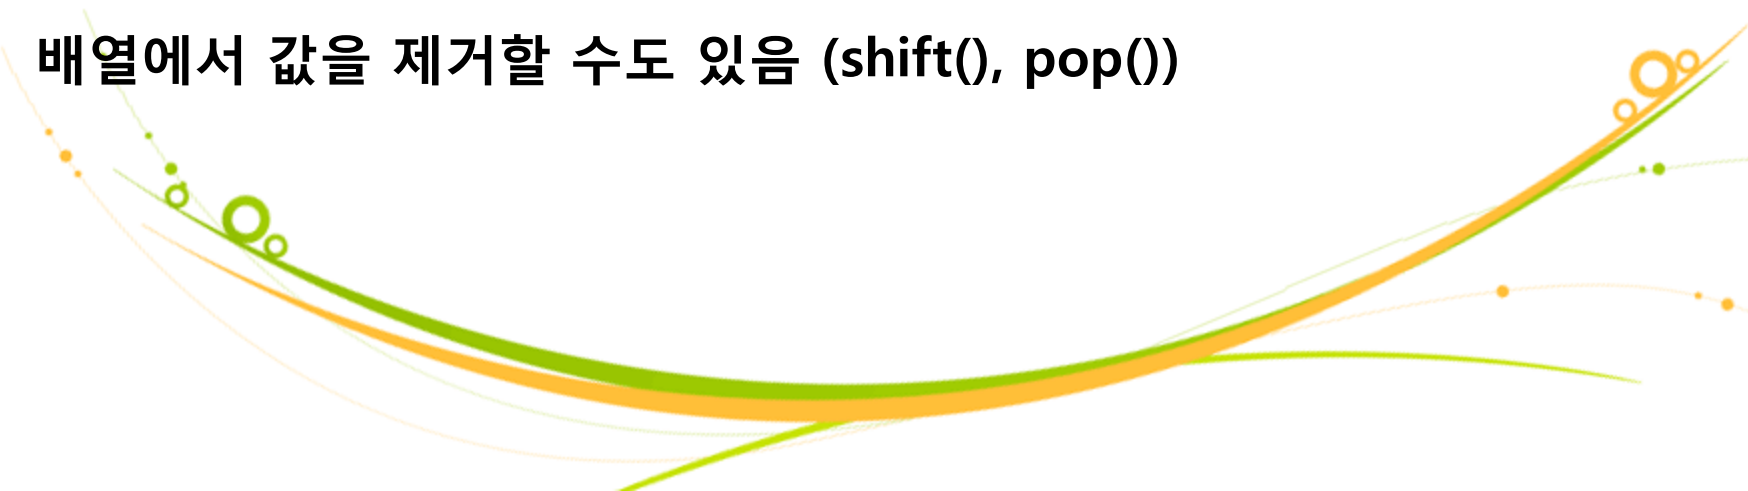 배열에서 값을 제거할 수도 있음 (shift(), pop())